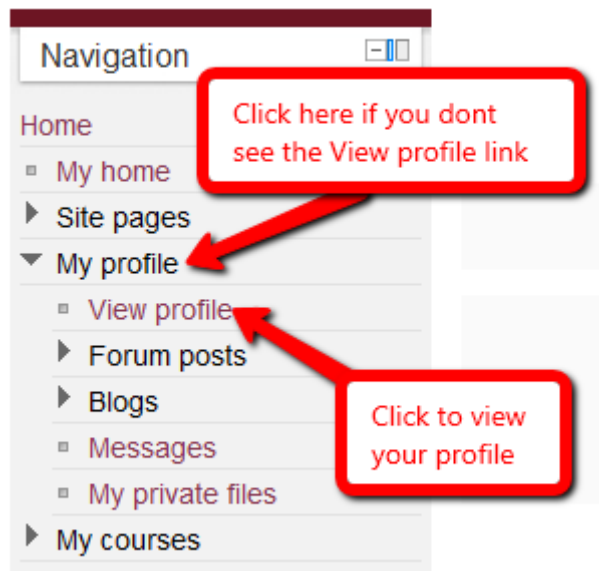 Navigation
Click here if you dont
see the View profile link
Home
My home
Site pages
My profile
View profile
Forum posts
Blogs
Click to view
your profile
Messages
My private files
My courses